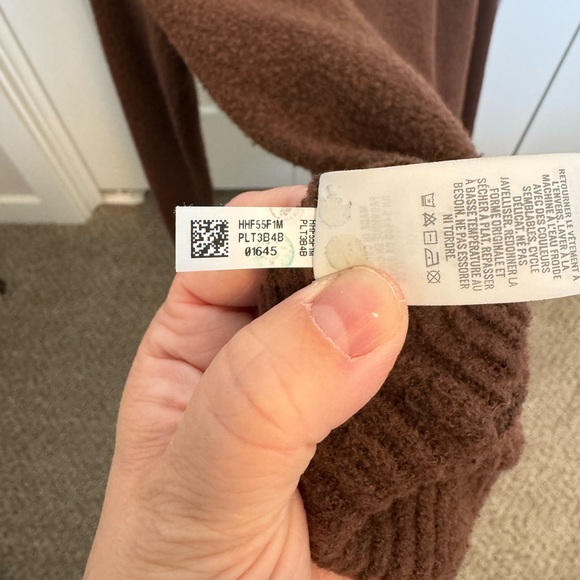 HHF55F1M
PLT3B4B
01645
HHF55F1M
PLT3B4B
RETOURNER LE VÊTEMENT À
L'ENVERS. LAVER À LA
MACHINE À L'EAU FROIDE
AVEC DES COULEURS
SEMBLABLES, CYCLE
DÉLICAT. NE PAS
JAVELLISER. REDONNER LA
FORME ORIGINALE ET
SÉCHER À PLAT. REPASSER
À BASSE TEMPÉRATURE AU
BESOIN. NE PAS ESSORER
NI TORDRE.